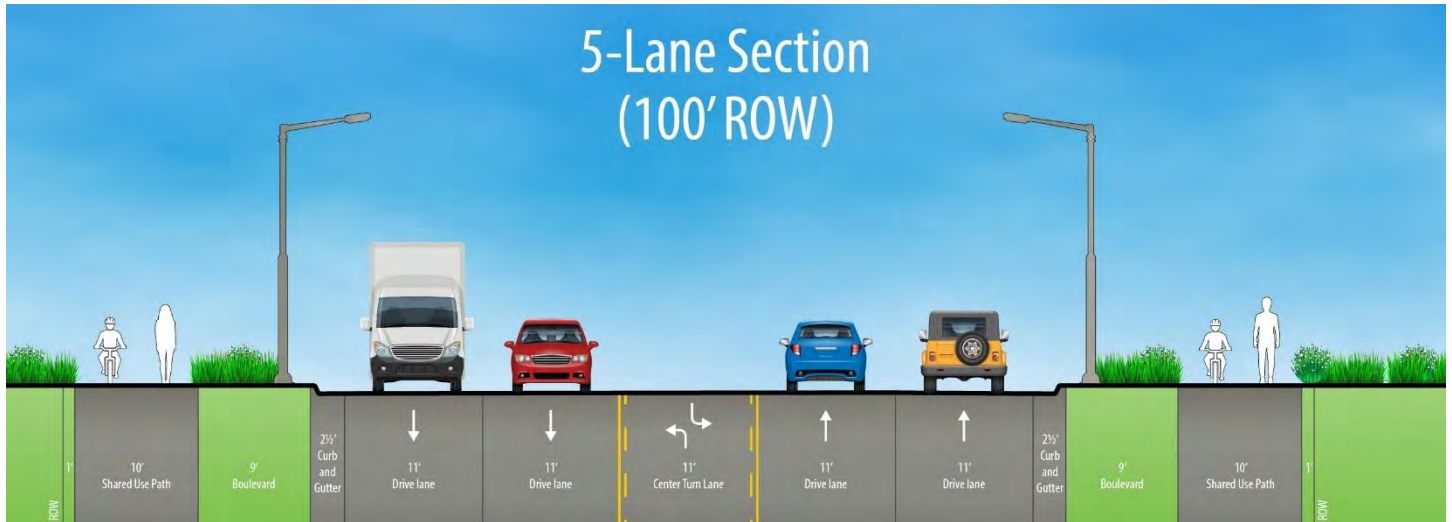 5-Lane Section
(100' ROW)
ROW
1'
10'
Shared Use Path
9'
Boulevard
2½'
Curb
and
Gutter
11'
Drive lane
11'
Drive lane
11'
Center Turn Lane
11'
Drive lane
11'
Drive lane
2½'
Curb
and
Gutter
9'
Boulevard
10'
Shared Use Path
1'
ROW